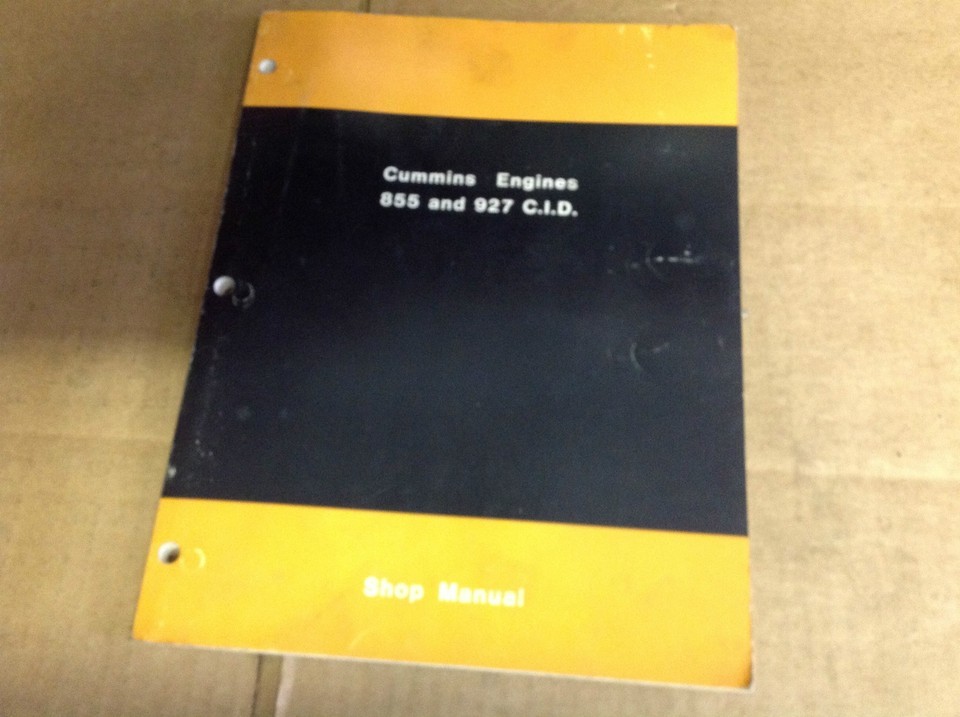 Cummins Engines
855 and 927 C.I.D.
Shop Manual